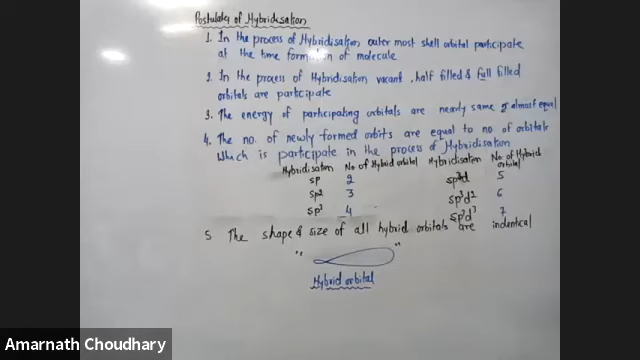 Postulates of Hybridisation
1. In the process of Hybridisation outer most shell orbital participate
at the time formation of molecule
2. In the process of Hybridisation vacant, half filled & full filled
orbitals are participate
3. The energy of participating orbitals are nearly same or almost equal
4. The no. of newly formed orbits are equal to no of orbitals
which is participate in the process of Hybridisation
Hybridisation No of Hybrid orbital Hybridisation No. of Hybrid orbital
sp 2 sp³d 5
sp² 3 sp³d² 6
sp³ 4 sp³d³ 7
5 The shape & size of all hybrid orbitals are indentical
" "
Hybrid orbital
Amarnath Choudhary